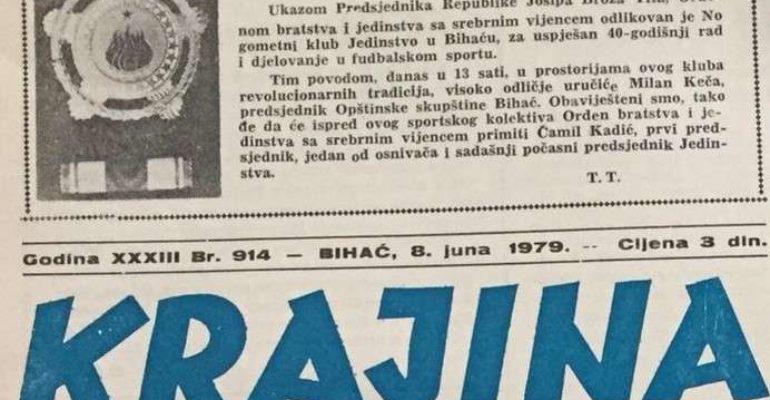 Ukazom Predsjednika Republike Josipa Broza Tita,
nom bratstva i jedinstva sa srebrnim vijencem odlikovan je No
gometni klub Jedinstvo u Bihaću, za uspješan 40-godišnji rad
i djelovanje u fudbalskom sportu.
Tim povodom, danas u 13 sati, u prostorijama ovog kluba
revolucionarnih tradicija, visoko odličje uručiće Milan Keča,
predsjednik Opštinske skupštine Bihać. Obaviješteni smo, tako
đe da će ispred ovog sportskog kolektiva Orden bratstva i je-
dinstva sa srebrnim vijencem primiti Ćamil Kadić, prvi pred-
sjednik, jedan od osnivača i sadašnji počasni predsjednik Jedin-
stva.
T. T.
Godina XXXIII Br. 914 — BIHAĆ, 8. juna 1979. -- Cijena 3 din.
KRAJINA